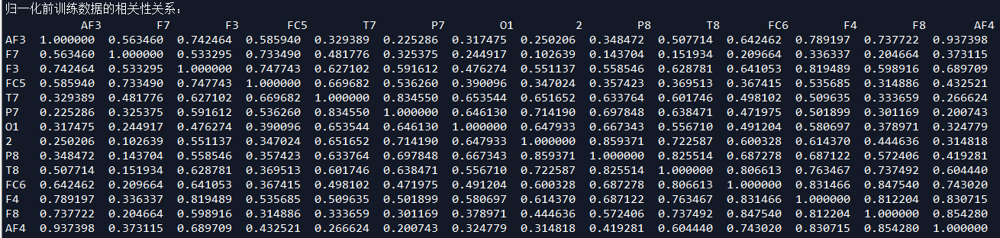 归一化前训练数据的相关性关系：
AF3 F7 F3 FC5 T7 P7 O1 2 P8 T8 FC6 F4 F8 AF4
AF3 1.000000 0.563460 0.742464 0.585940 0.329389 0.225286 0.317475 0.250206 0.348472 0.507714 0.642462 0.789197 0.737722 0.937398
F7 0.563460 1.000000 0.533295 0.733490 0.481776 0.325375 0.244917 0.102639 0.143704 0.151934 0.209664 0.336337 0.204664 0.373115
F3 0.742464 0.533295 1.000000 0.747743 0.627102 0.591612 0.476274 0.551137 0.558546 0.628781 0.641053 0.819489 0.598916 0.689709
FC5 0.585940 0.733490 0.747743 1.000000 0.669682 0.536260 0.390096 0.347024 0.357423 0.369513 0.367415 0.535685 0.314886 0.432521
T7 0.329389 0.481776 0.627102 0.669682 1.000000 0.834550 0.653544 0.651652 0.633764 0.601746 0.498102 0.509635 0.333659 0.266624
P7 0.225286 0.325375 0.591612 0.536260 0.834550 1.000000 0.646130 0.714190 0.697848 0.638471 0.471975 0.501899 0.301169 0.200743
O1 0.317475 0.244917 0.476274 0.390096 0.653544 0.646130 1.000000 0.647933 0.667343 0.556710 0.491204 0.580697 0.378971 0.324779
2 0.250206 0.102639 0.551137 0.347024 0.651652 0.714190 0.647933 1.000000 0.859371 0.722587 0.600328 0.614370 0.444636 0.314818
P8 0.348472 0.143704 0.558546 0.357423 0.633764 0.697848 0.667343 0.859371 1.000000 0.825514 0.687278 0.687122 0.572406 0.419281
T8 0.507714 0.151934 0.628781 0.369513 0.601746 0.638471 0.556710 0.722587 0.825514 1.000000 0.806613 0.763467 0.737492 0.604440
FC6 0.642462 0.209664 0.641053 0.367415 0.498102 0.471975 0.491204 0.600328 0.687278 0.806613 1.000000 0.831466 0.847540 0.743020
F4 0.789197 0.336337 0.819489 0.535685 0.509635 0.501899 0.580697 0.614370 0.687122 0.763467 0.831466 1.000000 0.812204 0.830715
F8 0.737722 0.204664 0.598916 0.314886 0.333659 0.301169 0.378971 0.444636 0.572406 0.737492 0.847540 0.812204 1.000000 0.854280
AF4 0.937398 0.373115 0.689709 0.432521 0.266624 0.200743 0.324779 0.314818 0.419281 0.604440 0.743020 0.830715 0.854280 1.000000